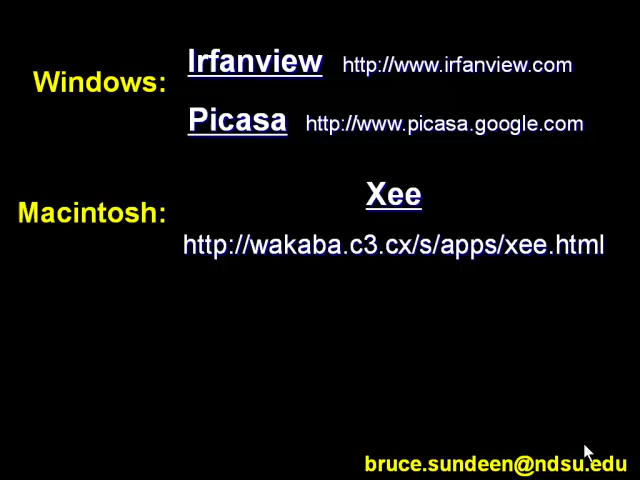 Windows:
Irfanview http://www.irfanview.com
Picasa http://www.picasa.google.com
Macintosh:
Xee
http://wakaba.c3.cx/s/apps/xee.html
bruce.sundeen@ndsu.edu